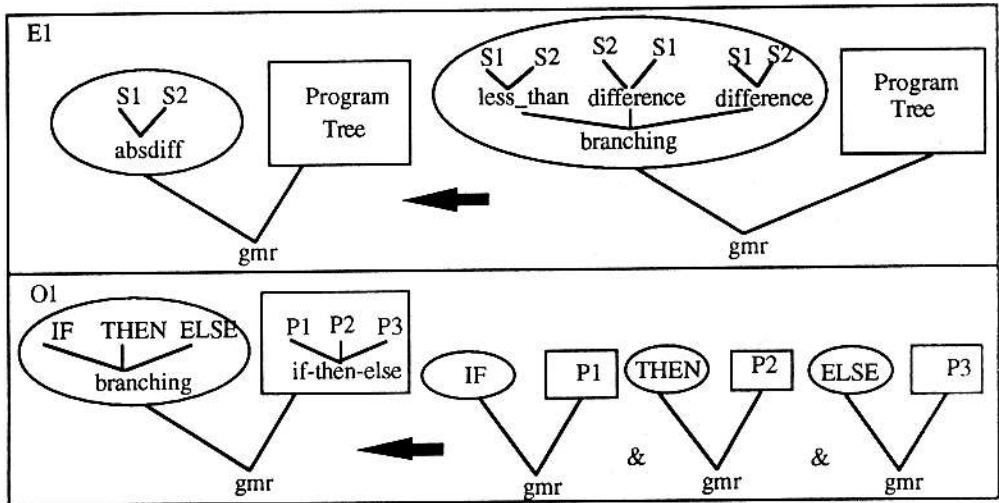 E1
S1 S2
absdiff
Program
Tree
gmr
S1 S2 S2 S1 S1 S2
less_than difference difference
branching
Program
Tree
gmr
O1
IF THEN ELSE
branching
P1 P2 P3
if-then-else
gmr
IF P1
gmr
&
THEN P2
gmr
&
ELSE P3
gmr